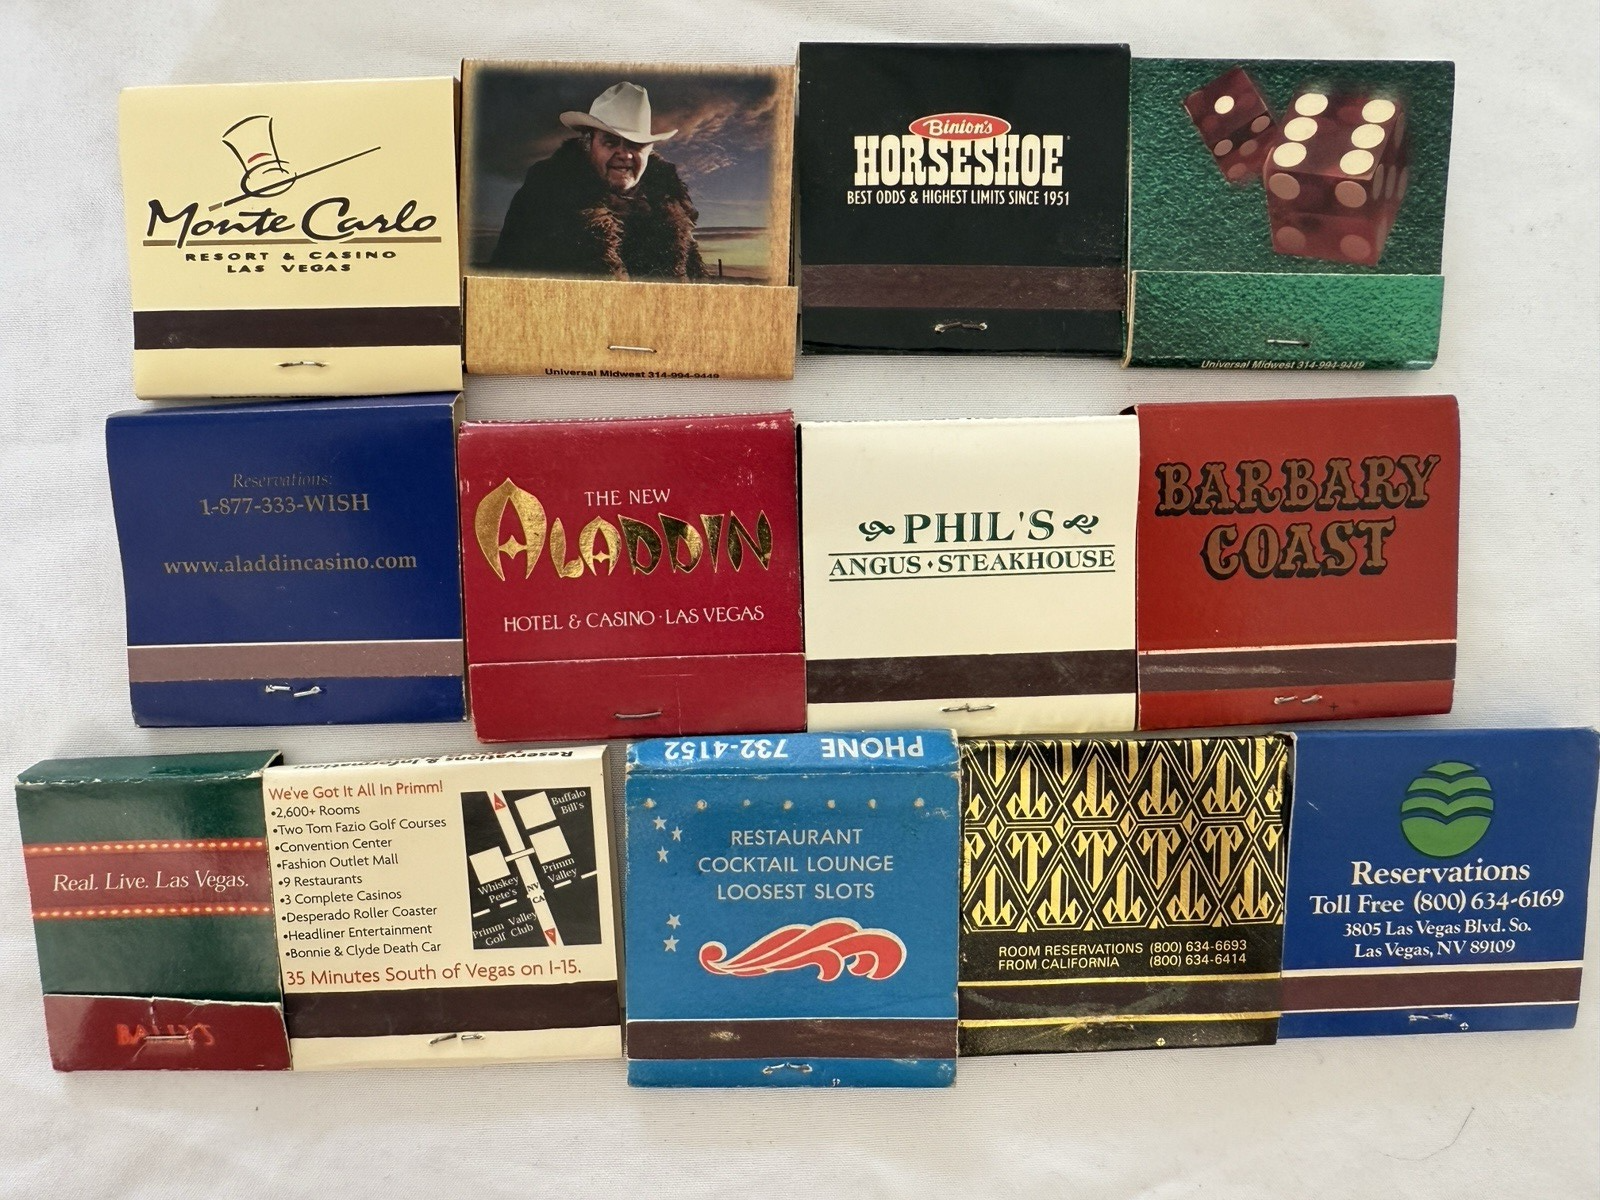 Monte Carlo
RESORT & CASINO
LAS VEGAS
Universal Midwest 314-994-9449
Binion's
HORSESHOE
BEST ODDS & HIGHEST LIMITS SINCE 1951
Universal Midwest 314-994-9449
Reservations:
1-877-333-WISH
www.aladdincasino.com
THE NEW
ALADDIN
HOTEL & CASINO · LAS VEGAS
PHIL'S
ANGUS · STEAKHOUSE
BARBARY
COAST
Real. Live. Las Vegas.
BALLY'S
Reservations & Information
We've Got It All In Primm!
•2,600+ Rooms
•Two Tom Fazio Golf Courses
•Convention Center
•Fashion Outlet Mall
•9 Restaurants
•3 Complete Casinos
•Desperado Roller Coaster
•Headliner Entertainment
•Bonnie & Clyde Death Car
35 Minutes South of Vegas on I-15.
Buffalo
Bill's
Primm
Valley
Whiskey
Pete's
NV
CA
Primm Valley
Golf Club
PHONE 732-4152
RESTAURANT
COCKTAIL LOUNGE
LOOSEST SLOTS
T T T
ROOM RESERVATIONS (800) 634-6693
FROM CALIFORNIA (800) 634-6414
Reservations
Toll Free (800) 634-6169
3805 Las Vegas Blvd. So.
Las Vegas, NV 89109